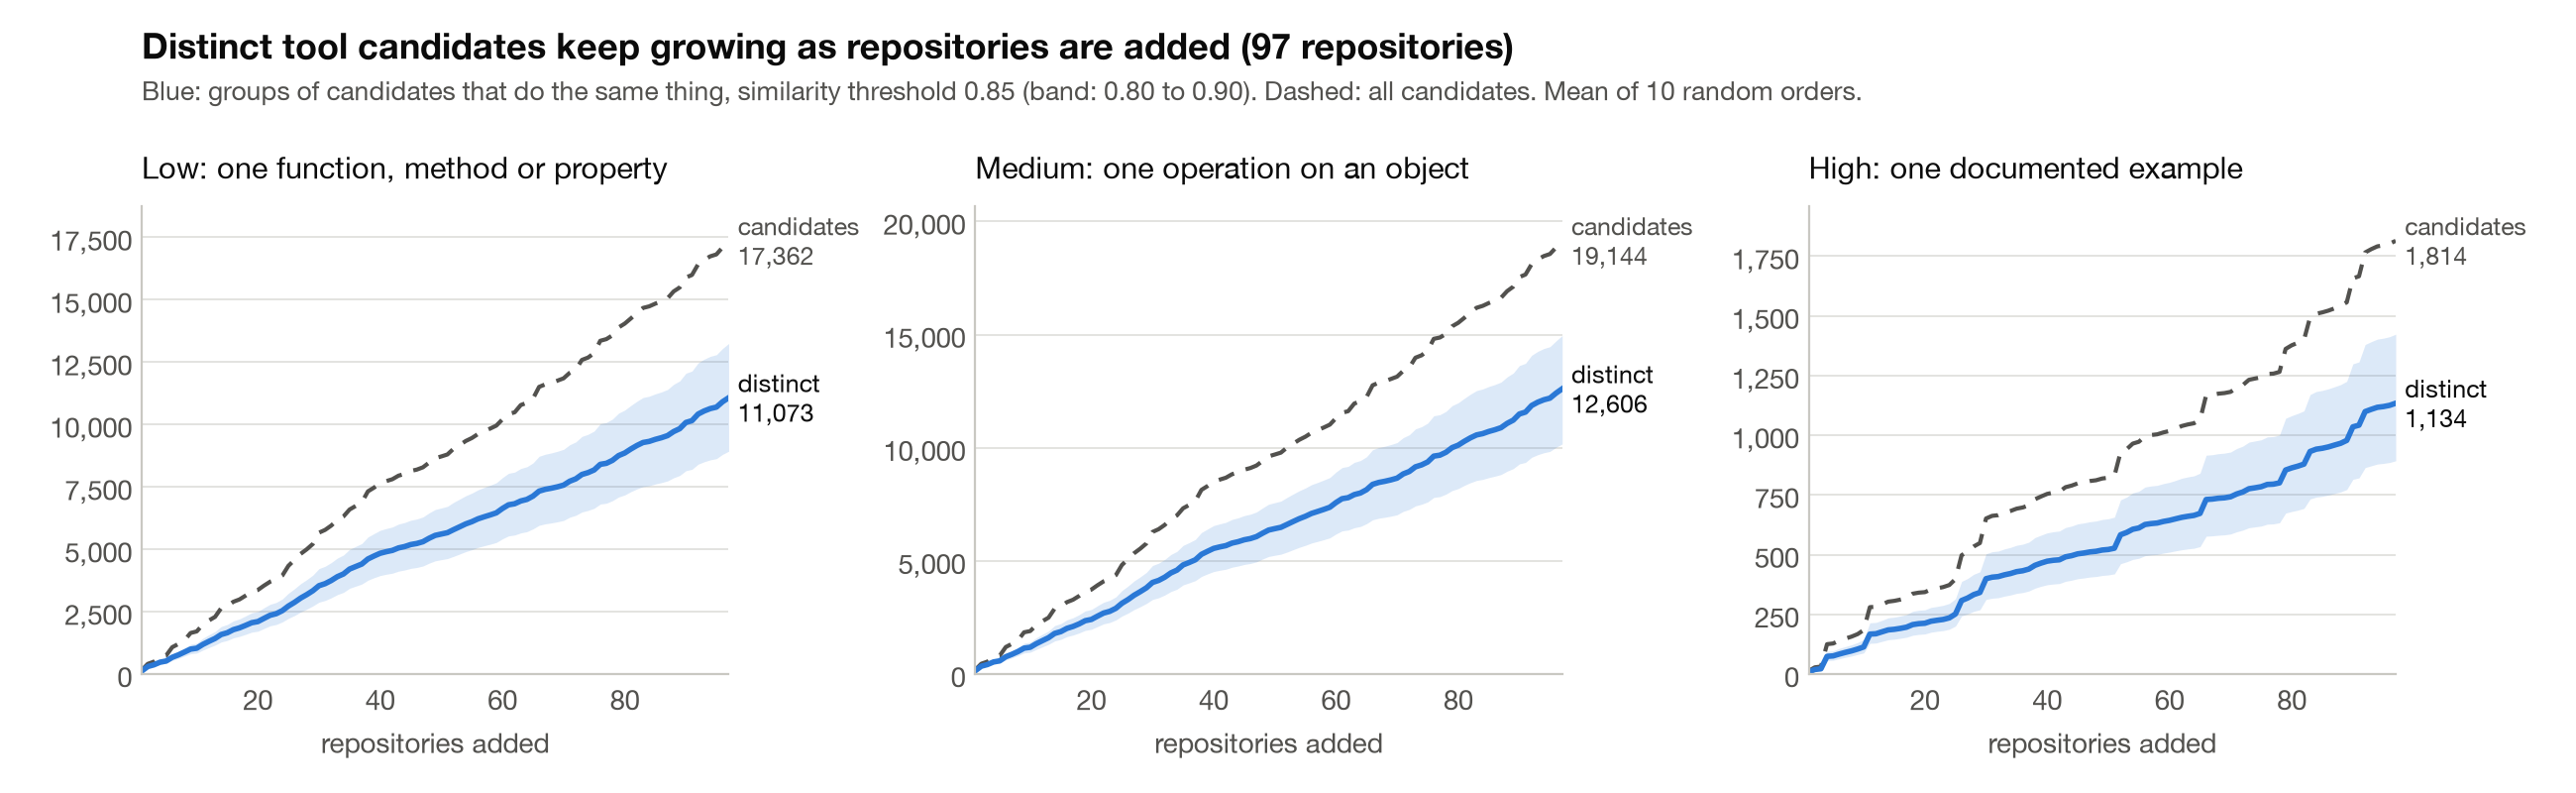 Distinct tool candidates keep growing as repositories are added (97 repositories)
Blue: groups of candidates that do the same thing, similarity threshold 0.85 (band: 0.80 to 0.90). Dashed: all candidates. Mean of 10 random orders.
Low: one function, method or property
17,500
15,000
12,500
10,000
7,500
5,000
2,500
0
20
40
60
80
repositories added
candidates
17,362
distinct
11,073
Medium: one operation on an object
20,000
15,000
10,000
5,000
0
20
40
60
80
repositories added
candidates
19,144
distinct
12,606
High: one documented example
1,750
1,500
1,250
1,000
750
500
250
0
20
40
60
80
repositories added
candidates
1,814
distinct
1,134